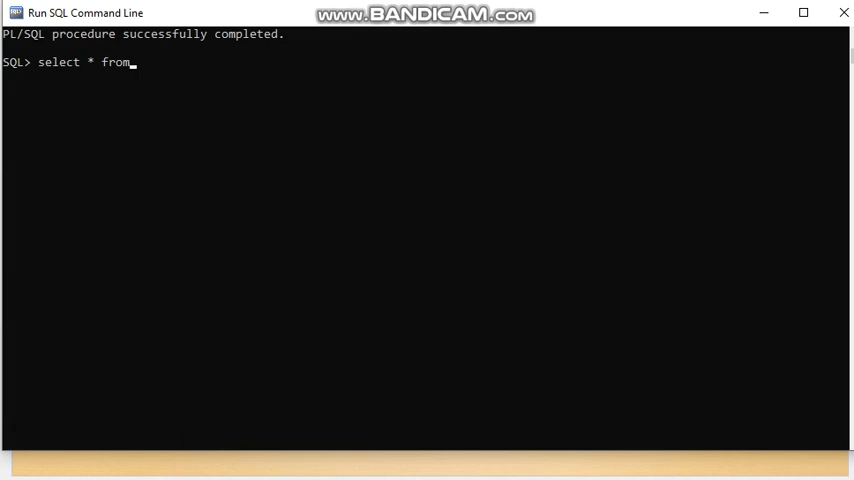 Run SQL Command Line
www.BANDICAM.com
PL/SQL procedure successfully completed.
SQL> select * from